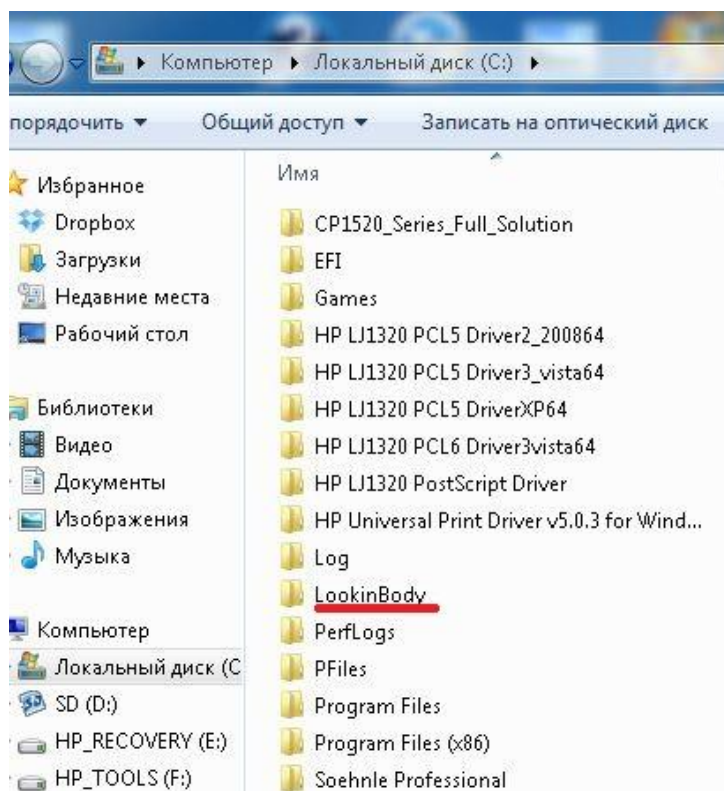 Компьютер ▸ Локальный диск (C:) ▸
порядочить ▾ Общий доступ ▾ Записать на оптический диск
Избранное
Dropbox
Загрузки
Недавние места
Рабочий стол
Библиотеки
Видео
Документы
Изображения
Музыка
Компьютер
Локальный диск (C
SD (D:)
HP_RECOVERY (E:)
HP_TOOLS (F:)
Имя
CP1520_Series_Full_Solution
EFI
Games
HP LJ1320 PCL5 Driver2_200864
HP LJ1320 PCL5 Driver3_vista64
HP LJ1320 PCL5 DriverXP64
HP LJ1320 PCL6 Driver3vista64
HP LJ1320 PostScript Driver
HP Universal Print Driver v5.0.3 for Wind...
Log
LookinBody
PerfLogs
PFiles
Program Files
Program Files (x86)
Soehnle Professional